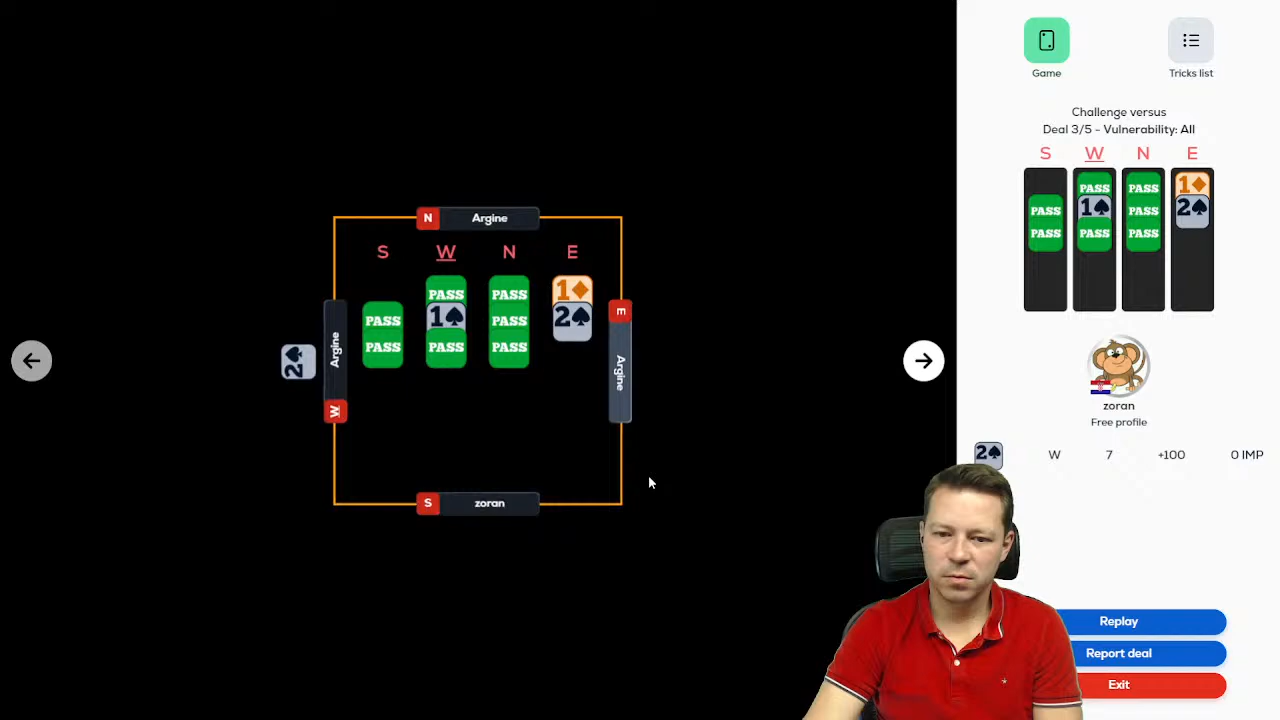 Game
Tricks list
Challenge versus
Deal 3/5 - Vulnerability: All
S W N E
PASS PASS 1♦
PASS 1♠ PASS 2♠
PASS PASS PASS
N Argine
S W N E
PASS PASS 1♦
PASS 1♠ PASS 2♠
PASS PASS PASS
2♠
Argine
W
E
Argine
S zoran
zoran
Free profile
2♠ W 7 +100 0 IMP
Replay
Report deal
Exit